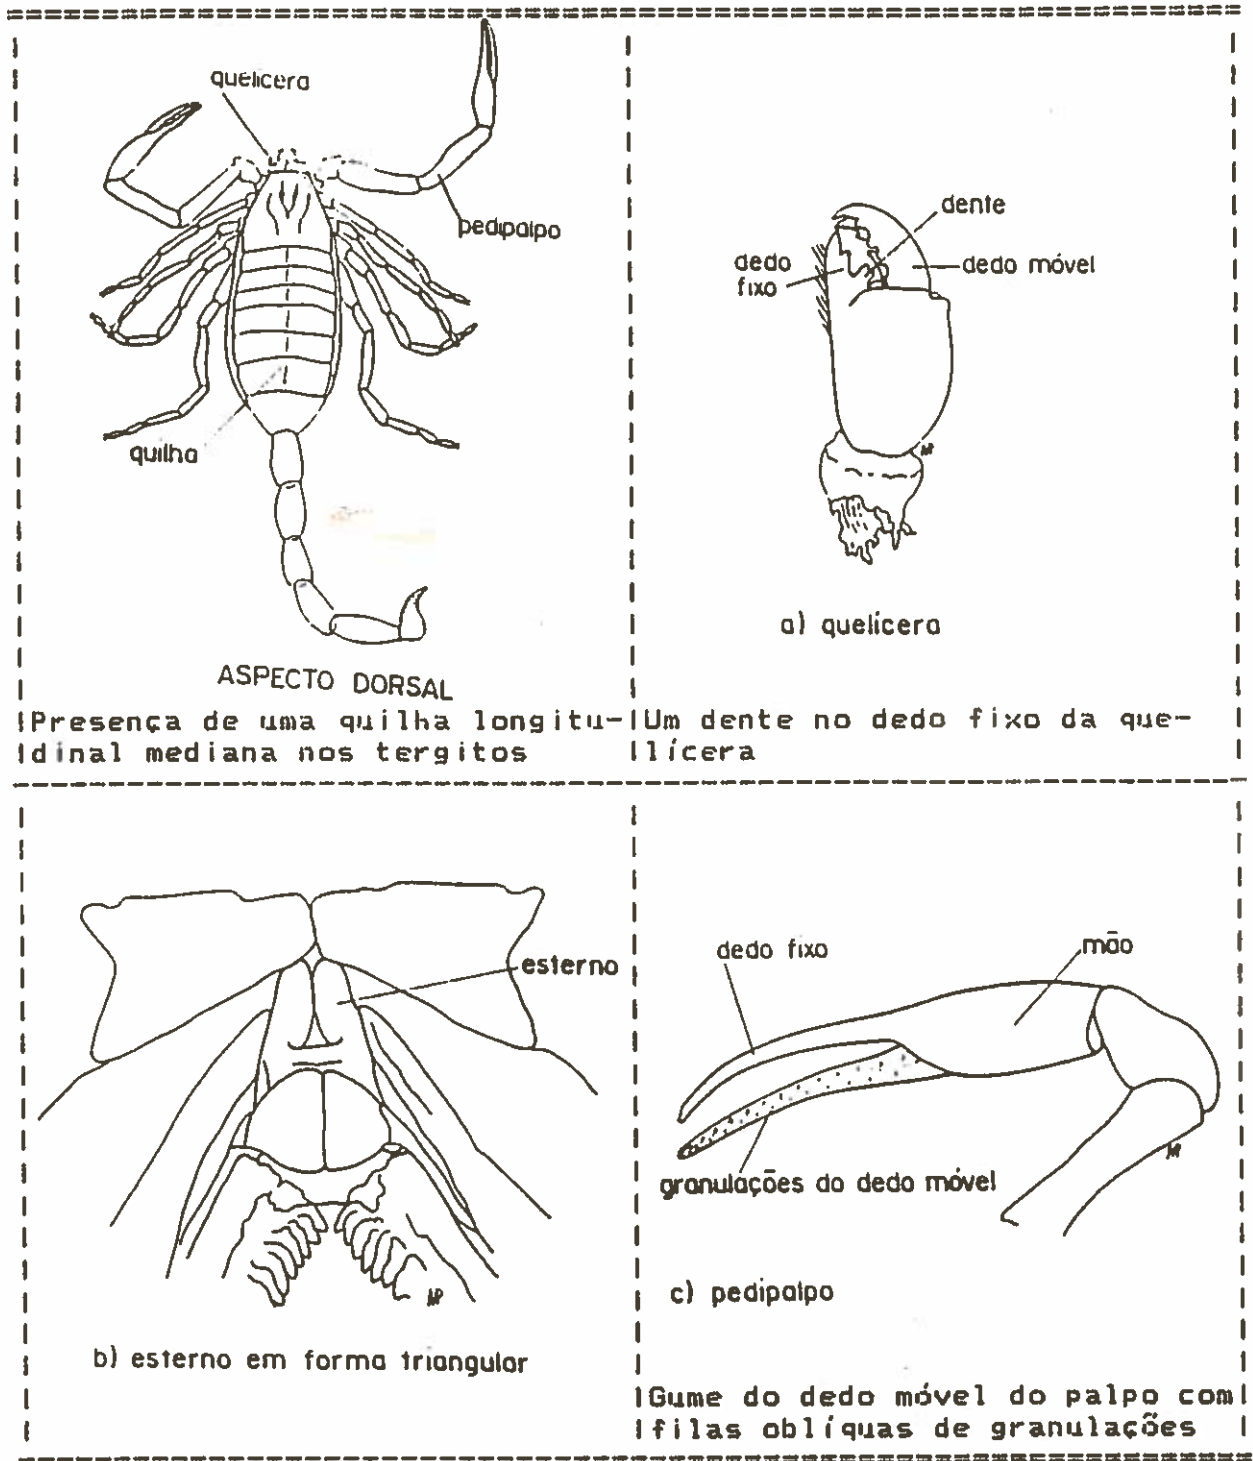 quelícera
pedipalpo
quilha
ASPECTO DORSAL
Presença de uma quilha longitu-
dinal mediana nos tergitos
dente
dedo
fixo
dedo móvel
a) quelícera
Um dente no dedo fixo da que-
lícera
esterno
b) esterno em forma triangular
dedo fixo
mão
granulações do dedo móvel
c) pedipalpo
Gume do dedo móvel do palpo com
filas oblíquas de granulações